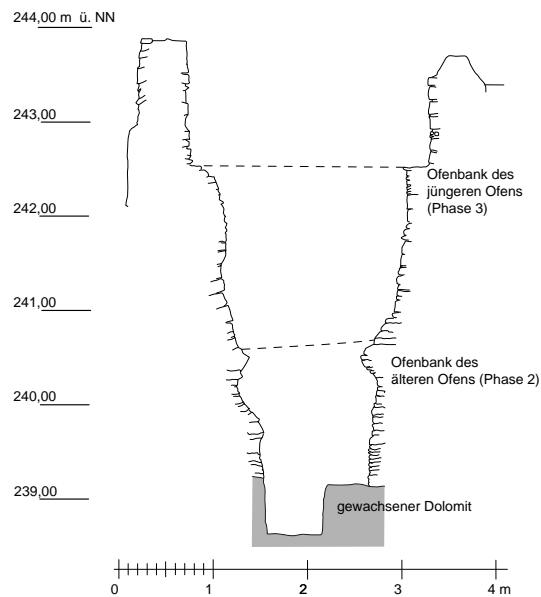 244,00 m ü. NN
243,00
Ofenbank des
jüngeren Ofens
(Phase 3)
242,00
241,00
Ofenbank des
älteren Ofens (Phase 2)
240,00
239,00
gewachsener Dolomit
0 1 2 3 4 m